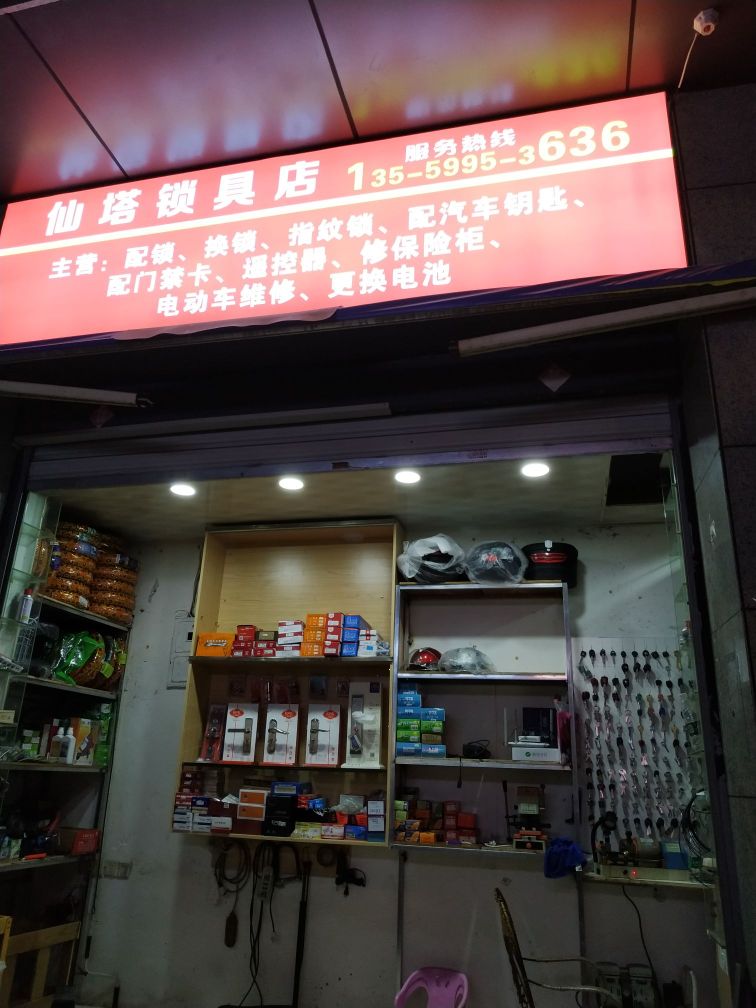 仙塔锁具店
服务热线
135-5995-3636
主营：配锁、换锁、指纹锁、配汽车钥匙、
配门禁卡、遥控器、修保险柜、
电动车维修、更换电池